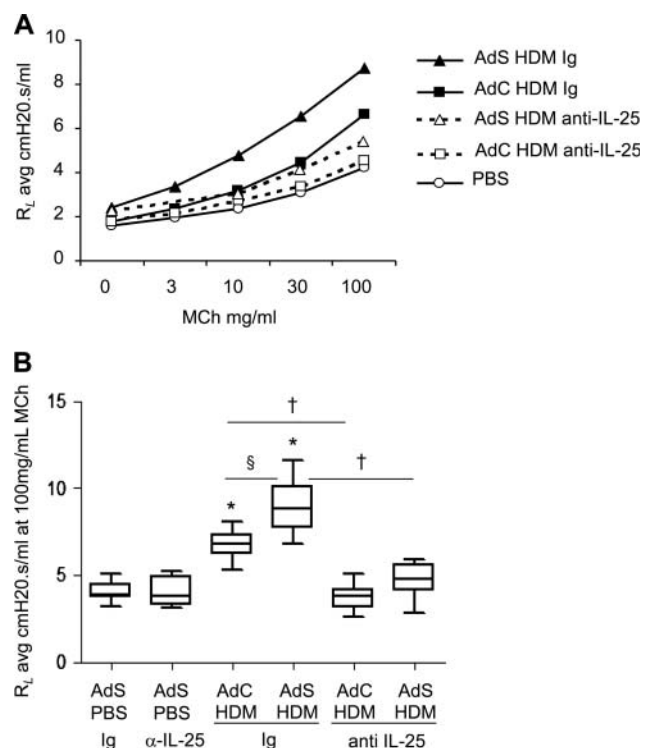 A
10
8
6
4
2
0
R_L avg cmH20.s/ml
0 3 10 30 100
MCh mg/ml
AdS HDM Ig
AdC HDM Ig
AdS HDM anti-IL-25
AdC HDM anti-IL-25
PBS
B
15
10
5
0
R_L avg cmH20.s/ml at 100mg/mL MCh
†
* § * †
AdS AdS AdC AdS AdC AdS
PBS PBS HDM HDM HDM HDM
Ig α-IL-25 Ig anti IL-25